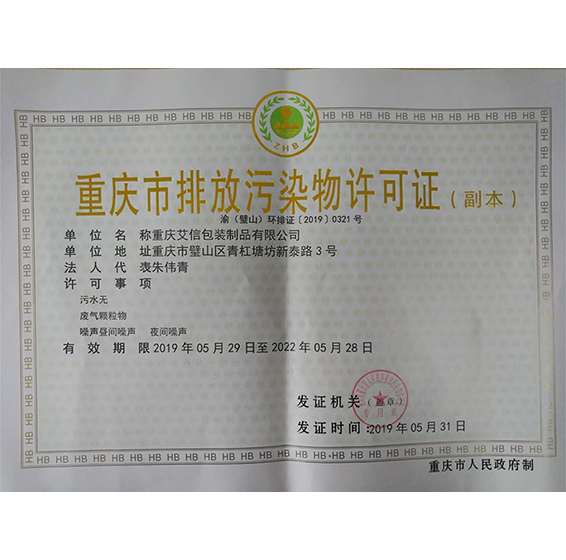 ZHB
重庆市排放污染物许可证（副本）
渝（璧山）环排证〔2019〕0321号
单位名称重庆艾信包装制品有限公司
单位地址重庆市璧山区青杠塘坊新泰路3号
法人代表朱伟青
许可事项
污水无
废气颗粒物
噪声昼间噪声 夜间噪声
有效期限2019年05月29日至2022年05月28日
发证机关（盖章）
发证时间:2019年05月31日
重庆市人民政府制